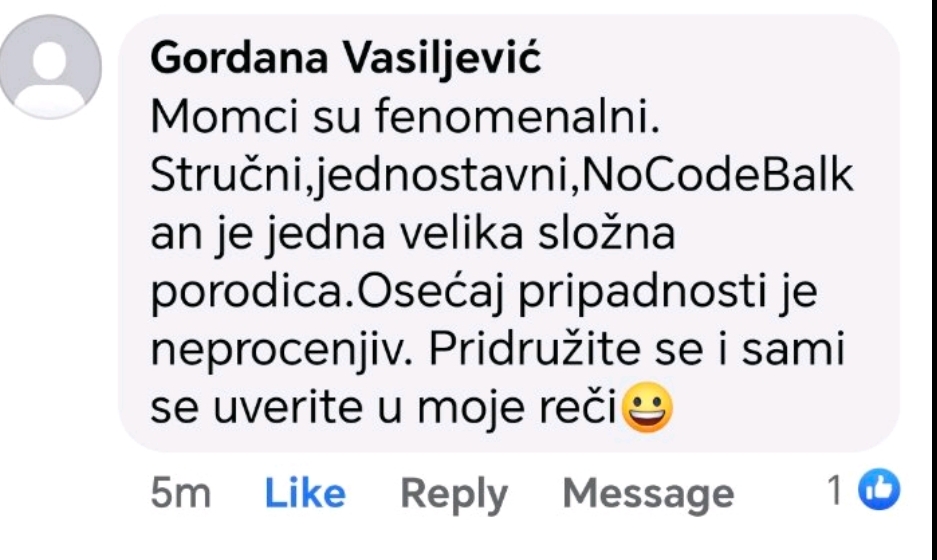 Gordana Vasiljević
Momci su fenomenalni.
Stručni,jednostavni,NoCodeBalk
an je jedna velika složna
porodica.Osećaj pripadnosti je
neprocenjiv. Pridružite se i sami
se uverite u moje reči😀
5m Like Reply Message 1